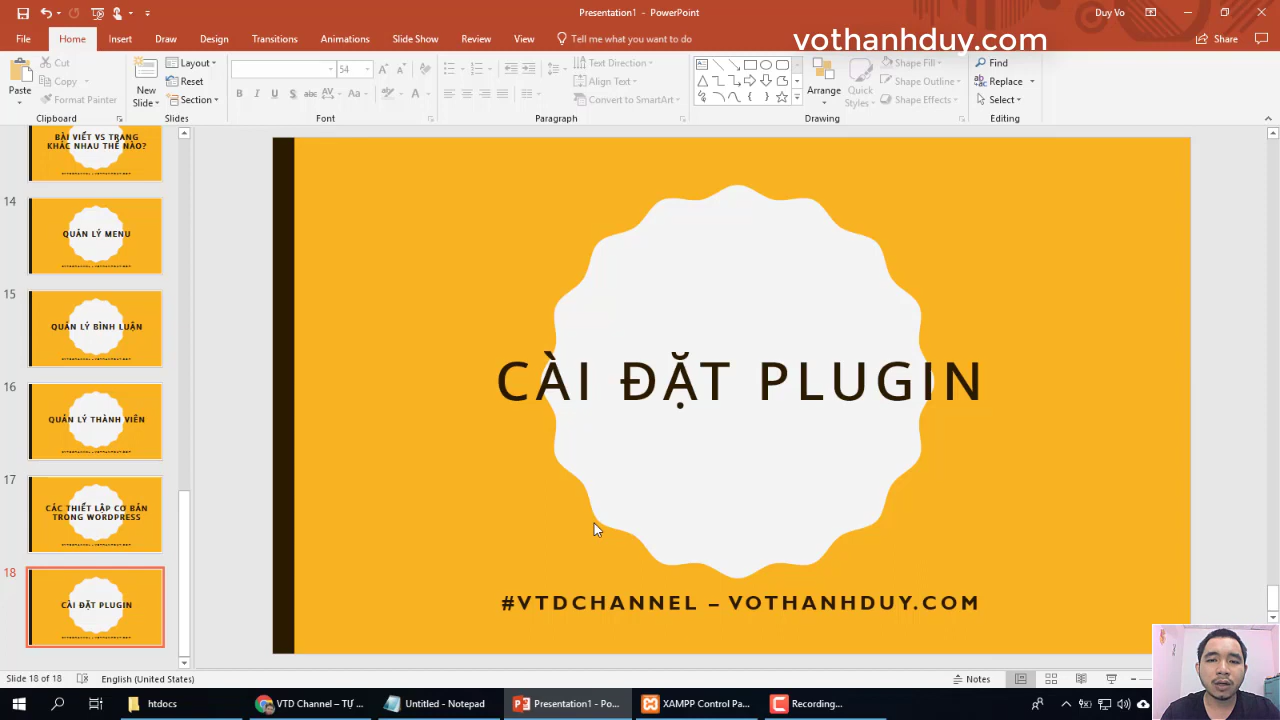 Presentation1 - PowerPoint
Duy Vo
File Home Insert Draw Design Transitions Animations Slide Show Review View Tell me what you want to do
vothanhduy.com
Share
Paste
Cut
Copy
Format Painter
Clipboard
New Slide
Layout
Reset
Section
Slides
54
B I U S abc AV Aa A
Font
Text Direction
Align Text
Convert to SmartArt
Paragraph
Arrange
Quick Styles
Shape Fill
Shape Outline
Shape Effects
Drawing
Find
Replace
Select
Editing
BÀI VIẾT VS TRANG
KHÁC NHAU THẾ NÀO?
14
QUẢN LÝ MENU
15
QUẢN LÝ BÌNH LUẬN
16
QUẢN LÝ THÀNH VIÊN
17
CÁC THIẾT LẬP CƠ BẢN
TRONG WORDPRESS
18
CÀI ĐẶT PLUGIN
CÀI ĐẶT PLUGIN
#VTDCHANNEL – VOTHANHDUY.COM
Slide 18 of 18 English (United States)
Notes
htdocs
VTD Channel – TỰ ...
Untitled - Notepad
Presentation1 - Po...
XAMPP Control Pa...
Recording...